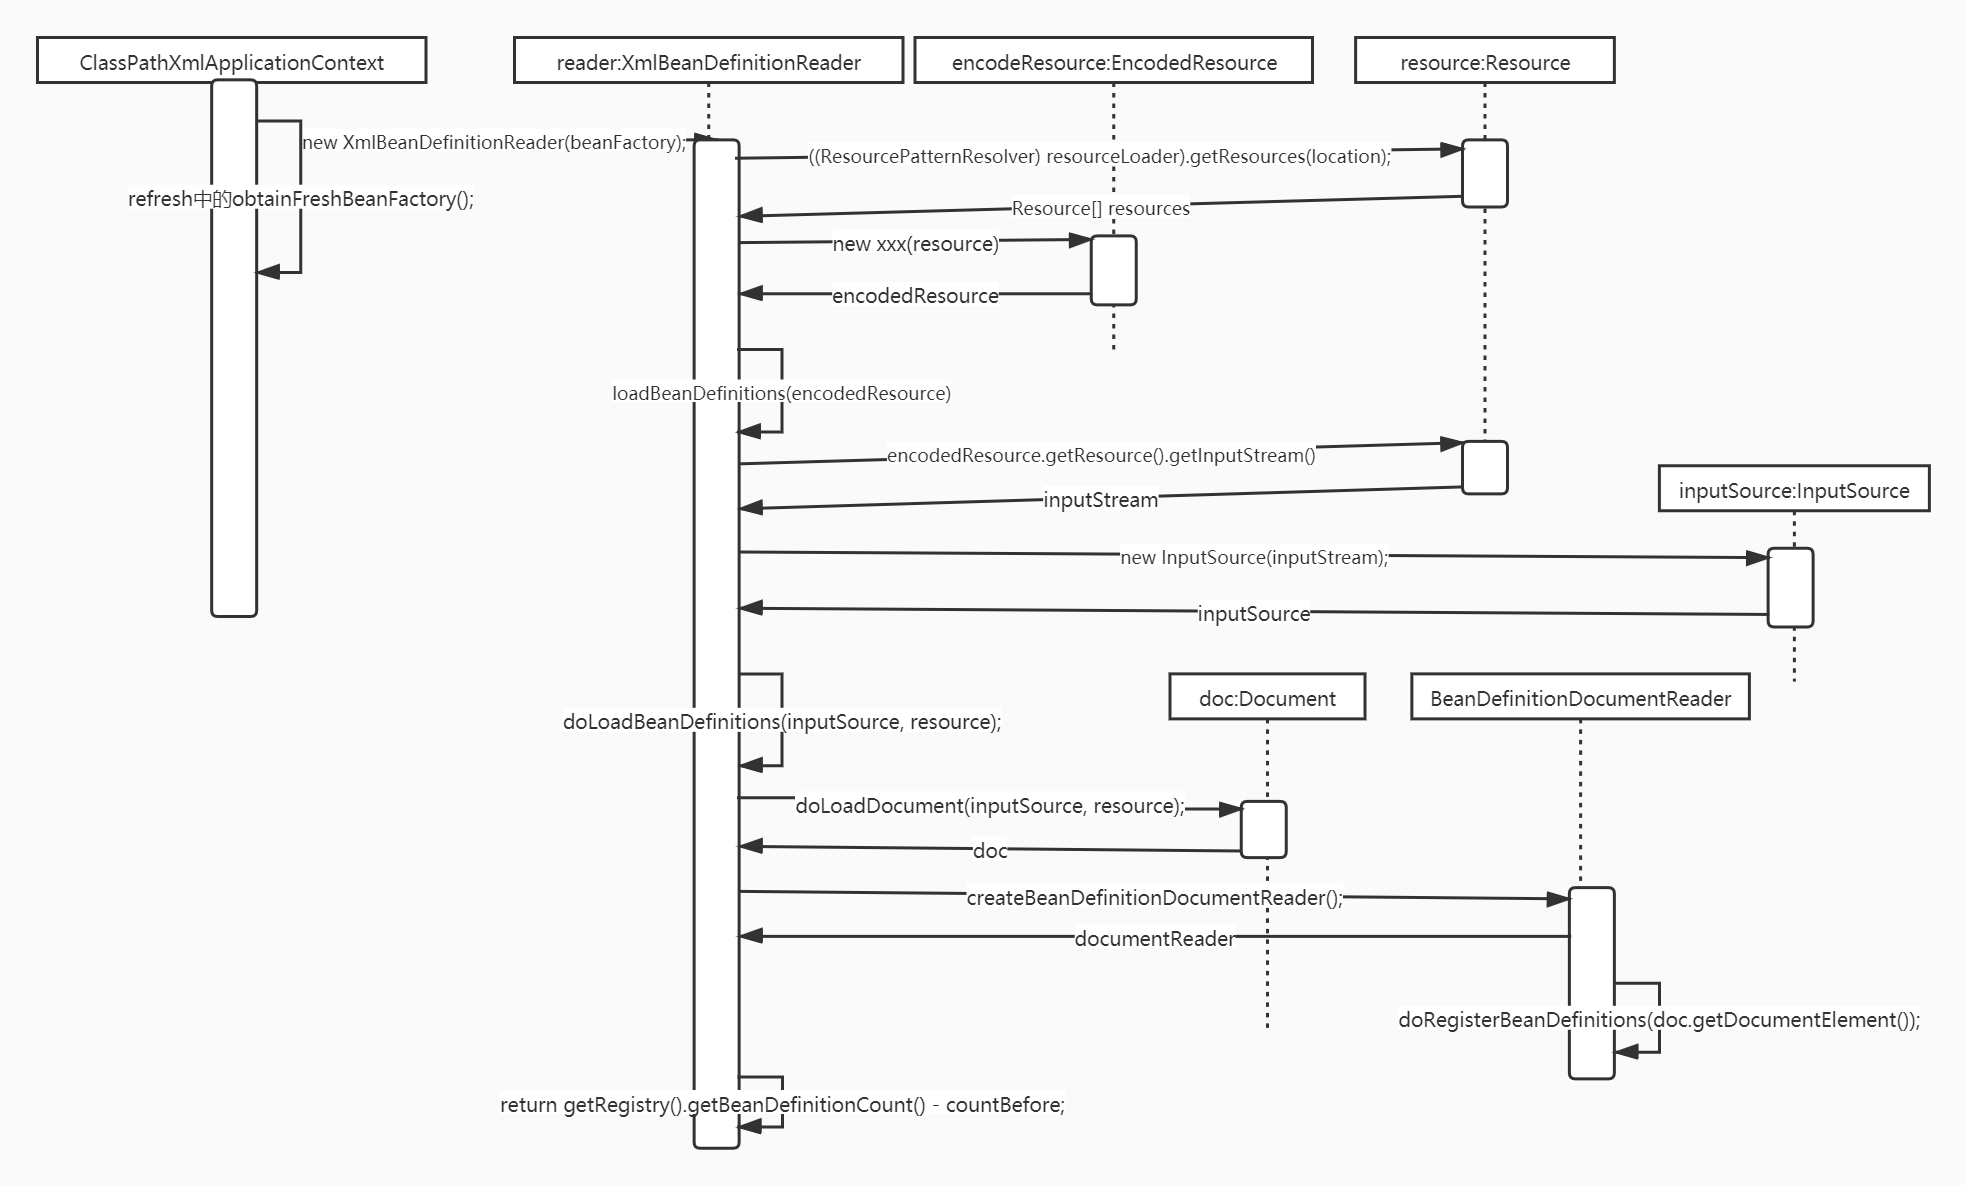 ClassPathXmlApplicationContext
reader:XmlBeanDefinitionReader
encodeResource:EncodedResource
resource:Resource
new XmlBeanDefinitionReader(beanFactory);
((ResourcePatternResolver) resourceLoader).getResources(location);
refresh中的obtainFreshBeanFactory();
Resource[] resources
new xxx(resource)
encodedResource
loadBeanDefinitions(encodedResource)
encodedResource.getResource().getInputStream()
inputSource:InputSource
inputStream
new InputSource(inputStream);
inputSource
doc:Document
BeanDefinitionDocumentReader
doLoadBeanDefinitions(inputSource, resource);
doLoadDocument(inputSource, resource);
doc
createBeanDefinitionDocumentReader();
documentReader
doRegisterBeanDefinitions(doc.getDocumentElement());
return getRegistry().getBeanDefinitionCount() - countBefore;